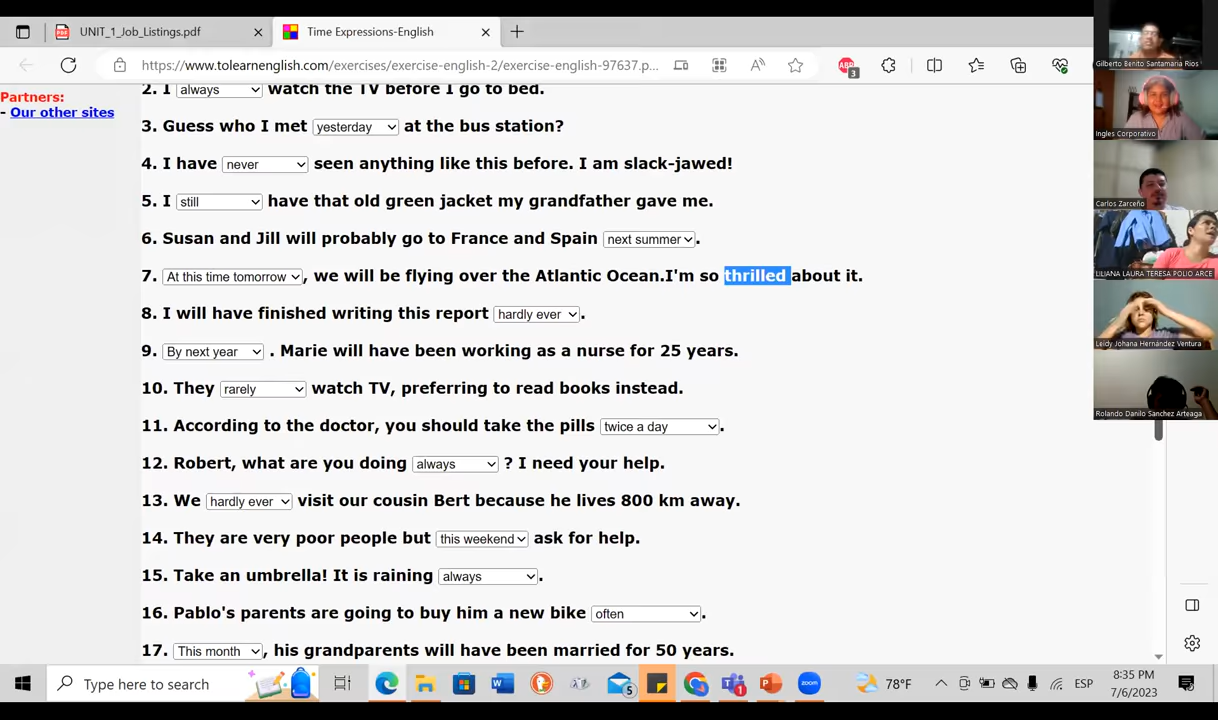 UNIT_1_Job_Listings.pdf
Time Expressions-English
https://www.tolearnenglish.com/exercises/exercise-english-2/exercise-english-97637.p...
ABP
3
Partners:
- Our other sites
2. I always watch the TV before I go to bed.
3. Guess who I met yesterday at the bus station?
4. I have never seen anything like this before. I am slack-jawed!
5. I still have that old green jacket my grandfather gave me.
6. Susan and Jill will probably go to France and Spain next summer.
7. At this time tomorrow, we will be flying over the Atlantic Ocean.I'm so thrilled about it.
8. I will have finished writing this report hardly ever.
9. By next year . Marie will have been working as a nurse for 25 years.
10. They rarely watch TV, preferring to read books instead.
11. According to the doctor, you should take the pills twice a day.
12. Robert, what are you doing always ? I need your help.
13. We hardly ever visit our cousin Bert because he lives 800 km away.
14. They are very poor people but this weekend ask for help.
15. Take an umbrella! It is raining always.
16. Pablo's parents are going to buy him a new bike often.
17. This month, his grandparents will have been married for 50 years.
Gilberto Benito Santamaria Rios
Ingles Corporativo
Carlos Zarceño
LILIANA LAURA TERESA POLIO ARCE
Leidy Johana Hernández Ventura
Rolando Danilo Sanchez Arteaga
Type here to search
5
1
zoom
78°F
ESP
8:35 PM
7/6/2023